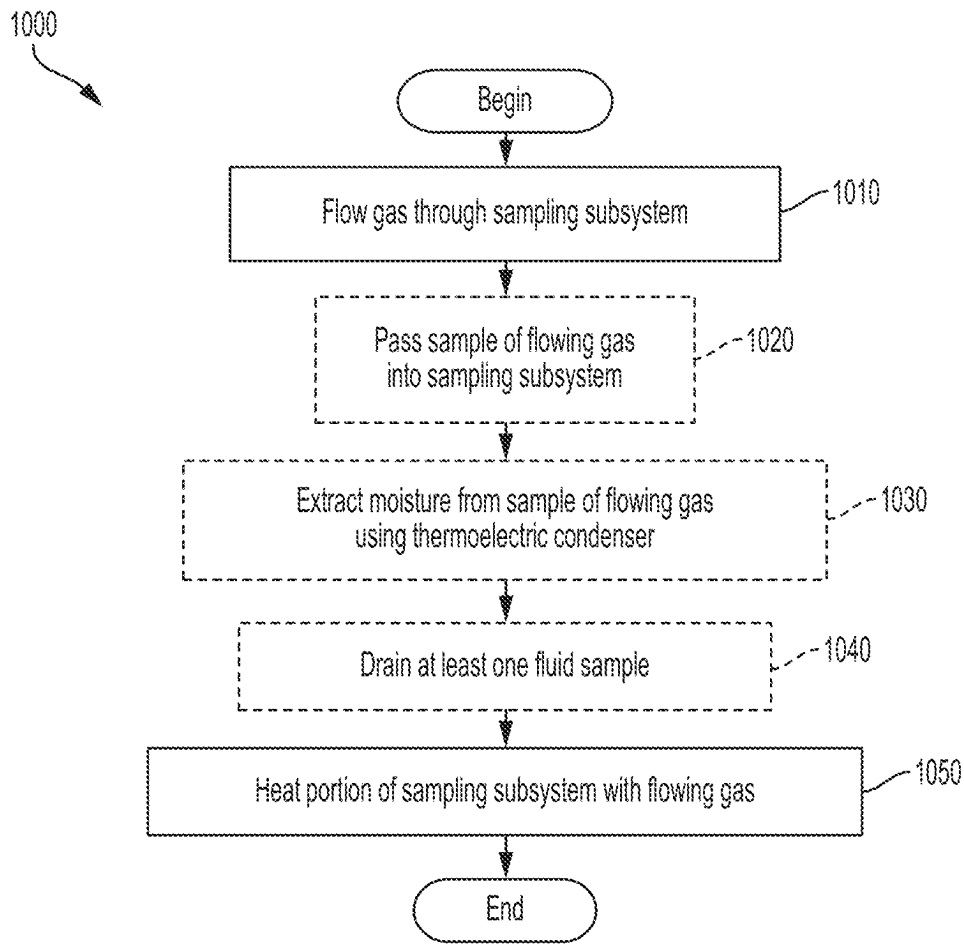 1000
Begin
Flow gas through sampling subsystem
1010
Pass sample of flowing gas
into sampling subsystem
1020
Extract moisture from sample of flowing gas
using thermoelectric condenser
1030
Drain at least one fluid sample
1040
Heat portion of sampling subsystem with flowing gas
1050
End